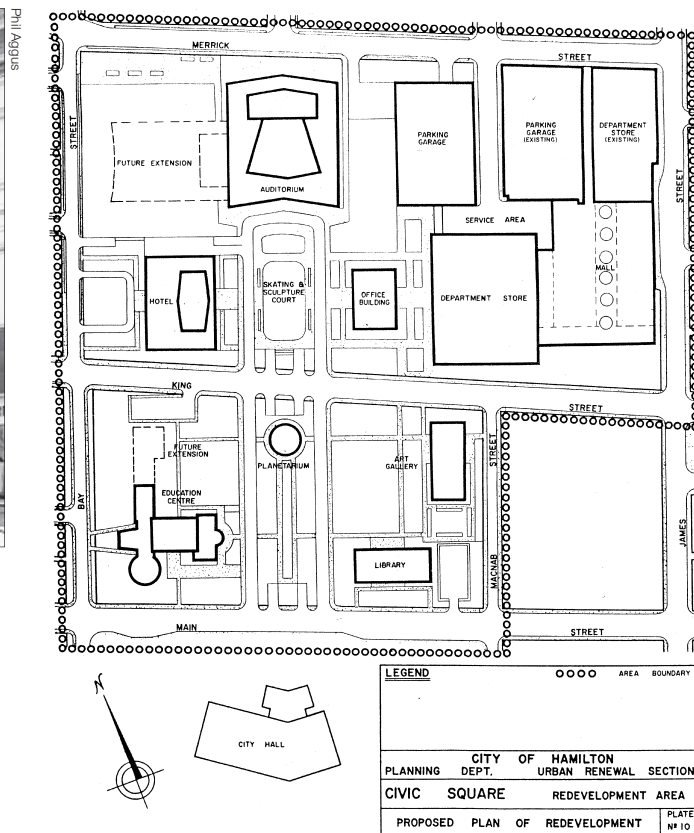 Phil Aggus
MERRICK
STREET
STREET
PARKING
GARAGE
PARKING
GARAGE
(EXISTING)
DEPARTMENT
STORE
(EXISTING)
FUTURE EXTENSION
AUDITORIUM
STREET
SERVICE AREA
MALL
HOTEL
SKATING &
SCULPTURE
COURT
OFFICE
BUILDING
DEPARTMENT STORE
KING
STREET
FUTURE
EXTENSION
PLANETARIUM
ART
GALLERY
STREET
EDUCATION
CENTRE
BAY
JAMES
LIBRARY
MACNAB
MAIN
STREET
N
CITY HALL
LEGEND
AREA BOUNDARY
CITY OF HAMILTON
PLANNING DEPT. URBAN RENEWAL SECTION
CIVIC SQUARE REDEVELOPMENT AREA
PROPOSED PLAN OF REDEVELOPMENT
PLATE
Nº 10